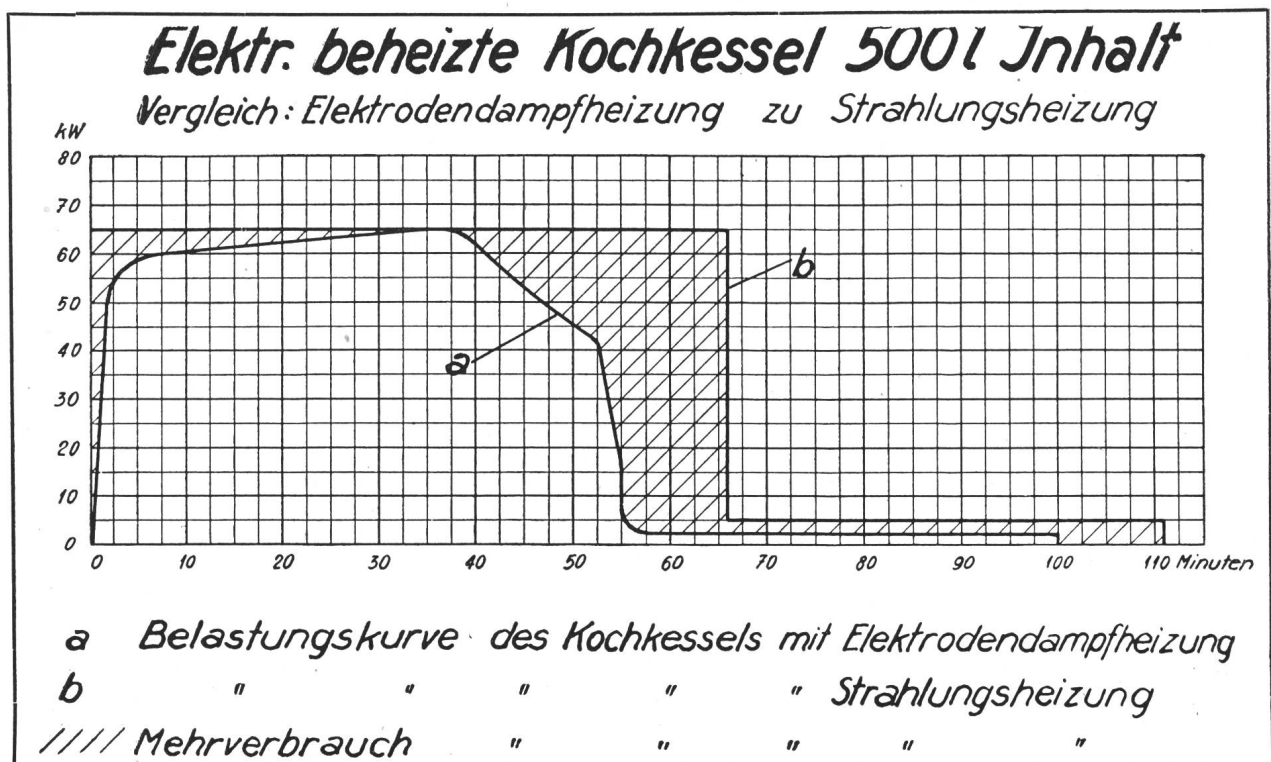 Elektr. beheizte Kochkessel 500 l Jnhalt
Vergleich: Elektrodendampfheizung zu Strahlungsheizung
kW
80
70
60
50
40
30
20
10
0
b
a
0 10 20 30 40 50 60 70 80 90 100 110 Minuten
a Belastungskurve des Kochkessels mit Elektrodendampfheizung
b " " " " " Strahlungsheizung
//// Mehrverbrauch " " " " "